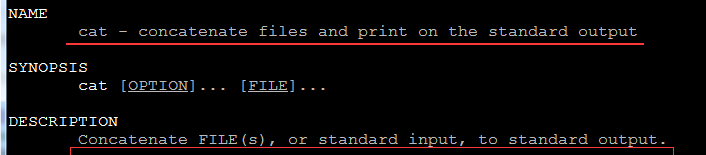 NAME
cat - concatenate files and print on the standard output
SYNOPSIS
cat [OPTION]... [FILE]...
DESCRIPTION
Concatenate FILE(s), or standard input, to standard output.